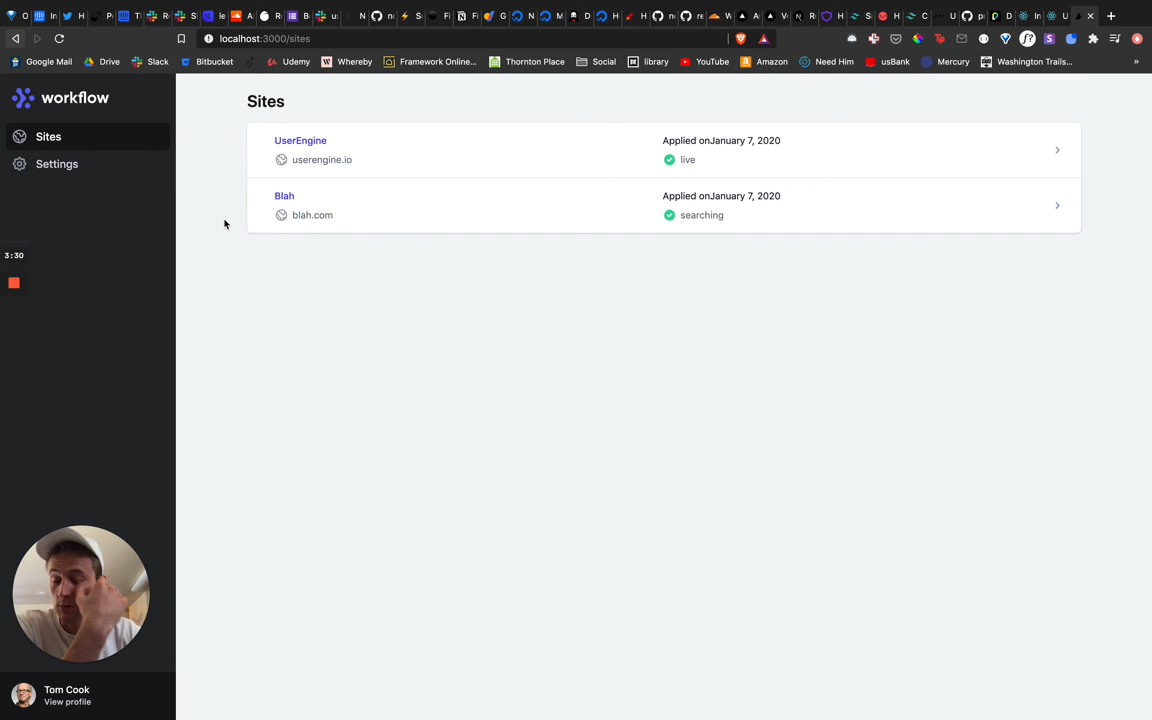 localhost:3000/sites
Google Mail
Drive
Slack
Bitbucket
Udemy
Whereby
Framework Online...
Thornton Place
Social
library
YouTube
Amazon
Need Him
usBank
Mercury
Washington Trails...
»
workflow
Sites
Settings
3:30
Tom Cook
View profile
Sites
UserEngine
Applied onJanuary 7, 2020
userengine.io
live
Blah
Applied onJanuary 7, 2020
blah.com
searching